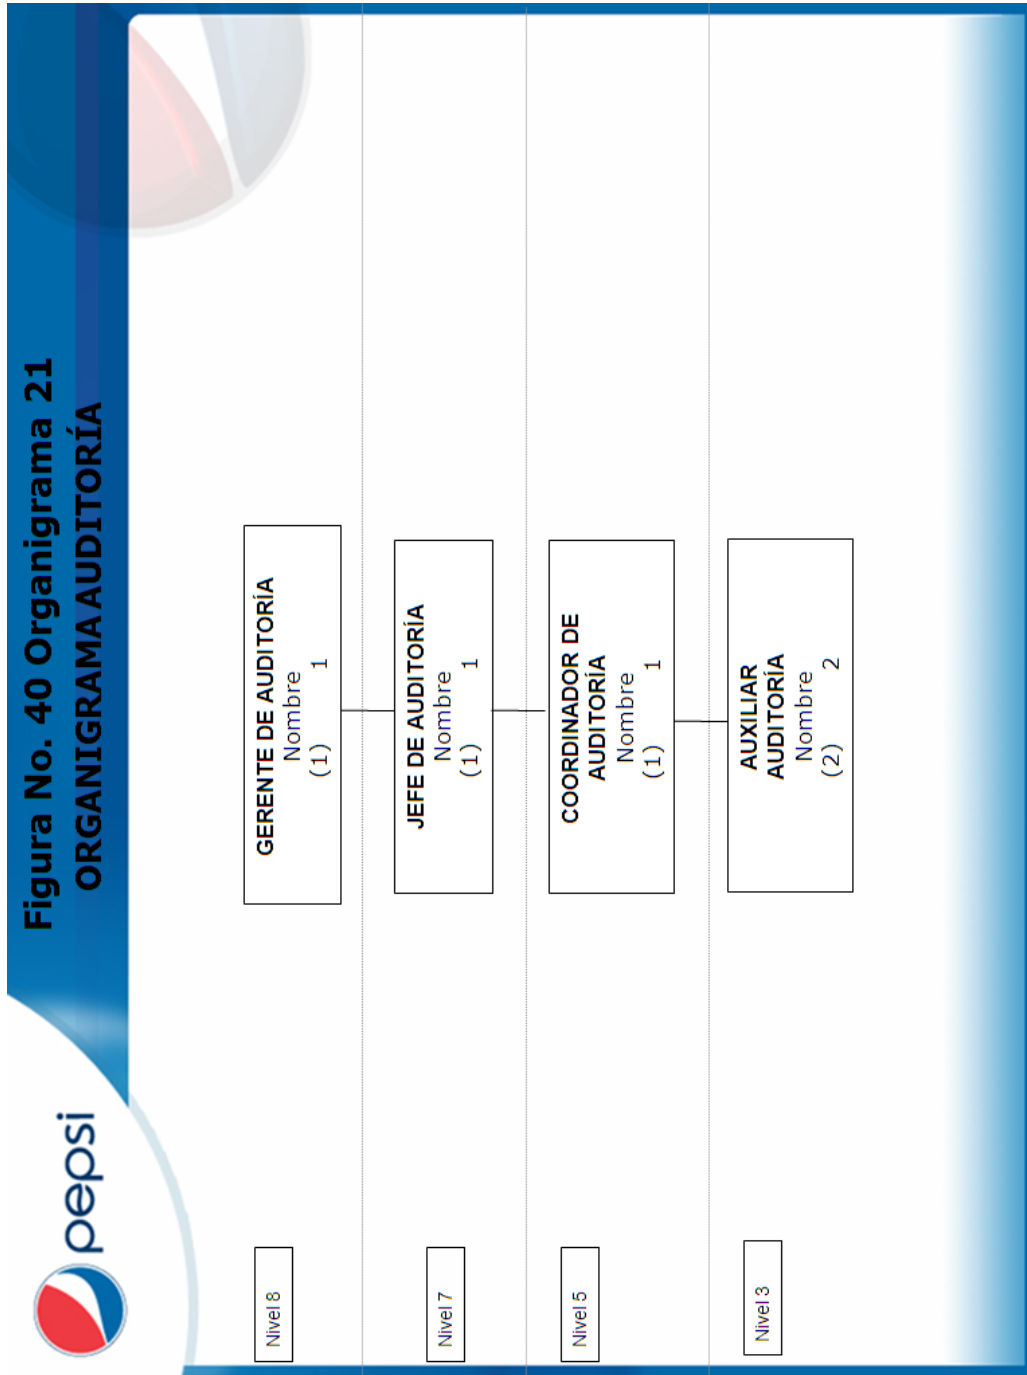 Figura No. 40 Organigrama 21
ORGANIGRAMA AUDITORÍA
pepsi
Nivel 8
GERENTE DE AUDITORÍA
Nombre
(1) 1
Nivel 7
JEFE DE AUDITORÍA
Nombre
(1) 1
Nivel 5
COORDINADOR DE
AUDITORÍA
Nombre
(1) 1
Nivel 3
AUXILIAR
AUDITORÍA
Nombre
(2) 2